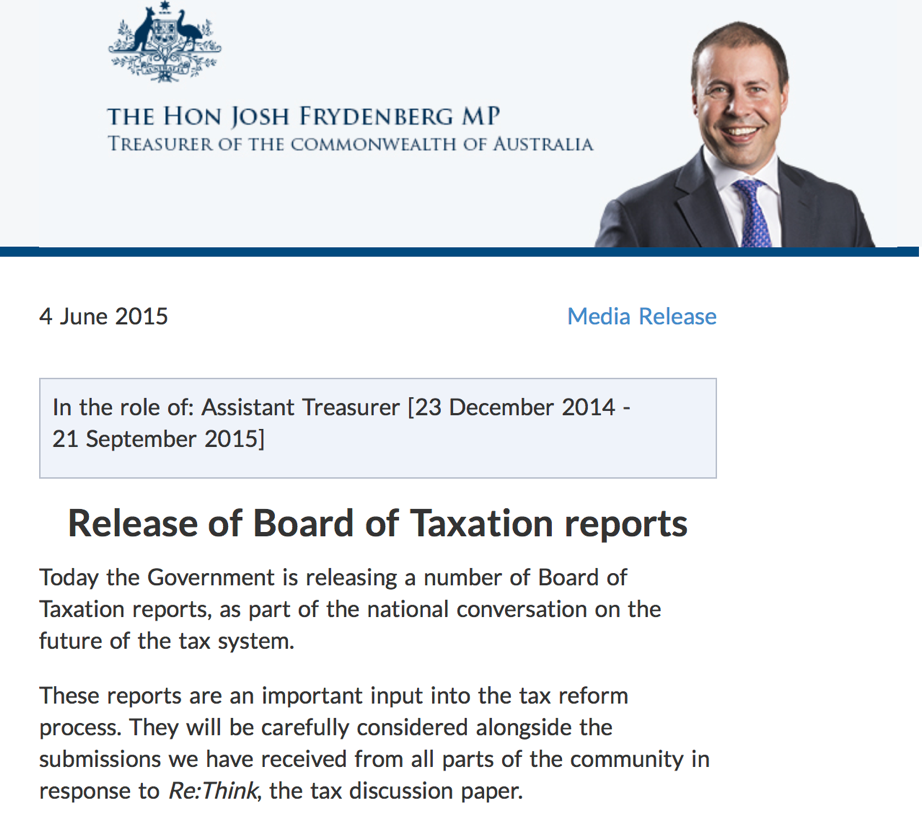 AUSTRALIA
THE HON JOSH FRYDENBERG MP
TREASURER OF THE COMMONWEALTH OF AUSTRALIA
4 June 2015
Media Release
In the role of: Assistant Treasurer [23 December 2014 -
21 September 2015]
Release of Board of Taxation reports
Today the Government is releasing a number of Board of
Taxation reports, as part of the national conversation on the
future of the tax system.
These reports are an important input into the tax reform
process. They will be carefully considered alongside the
submissions we have received from all parts of the community in
response to Re:Think, the tax discussion paper.